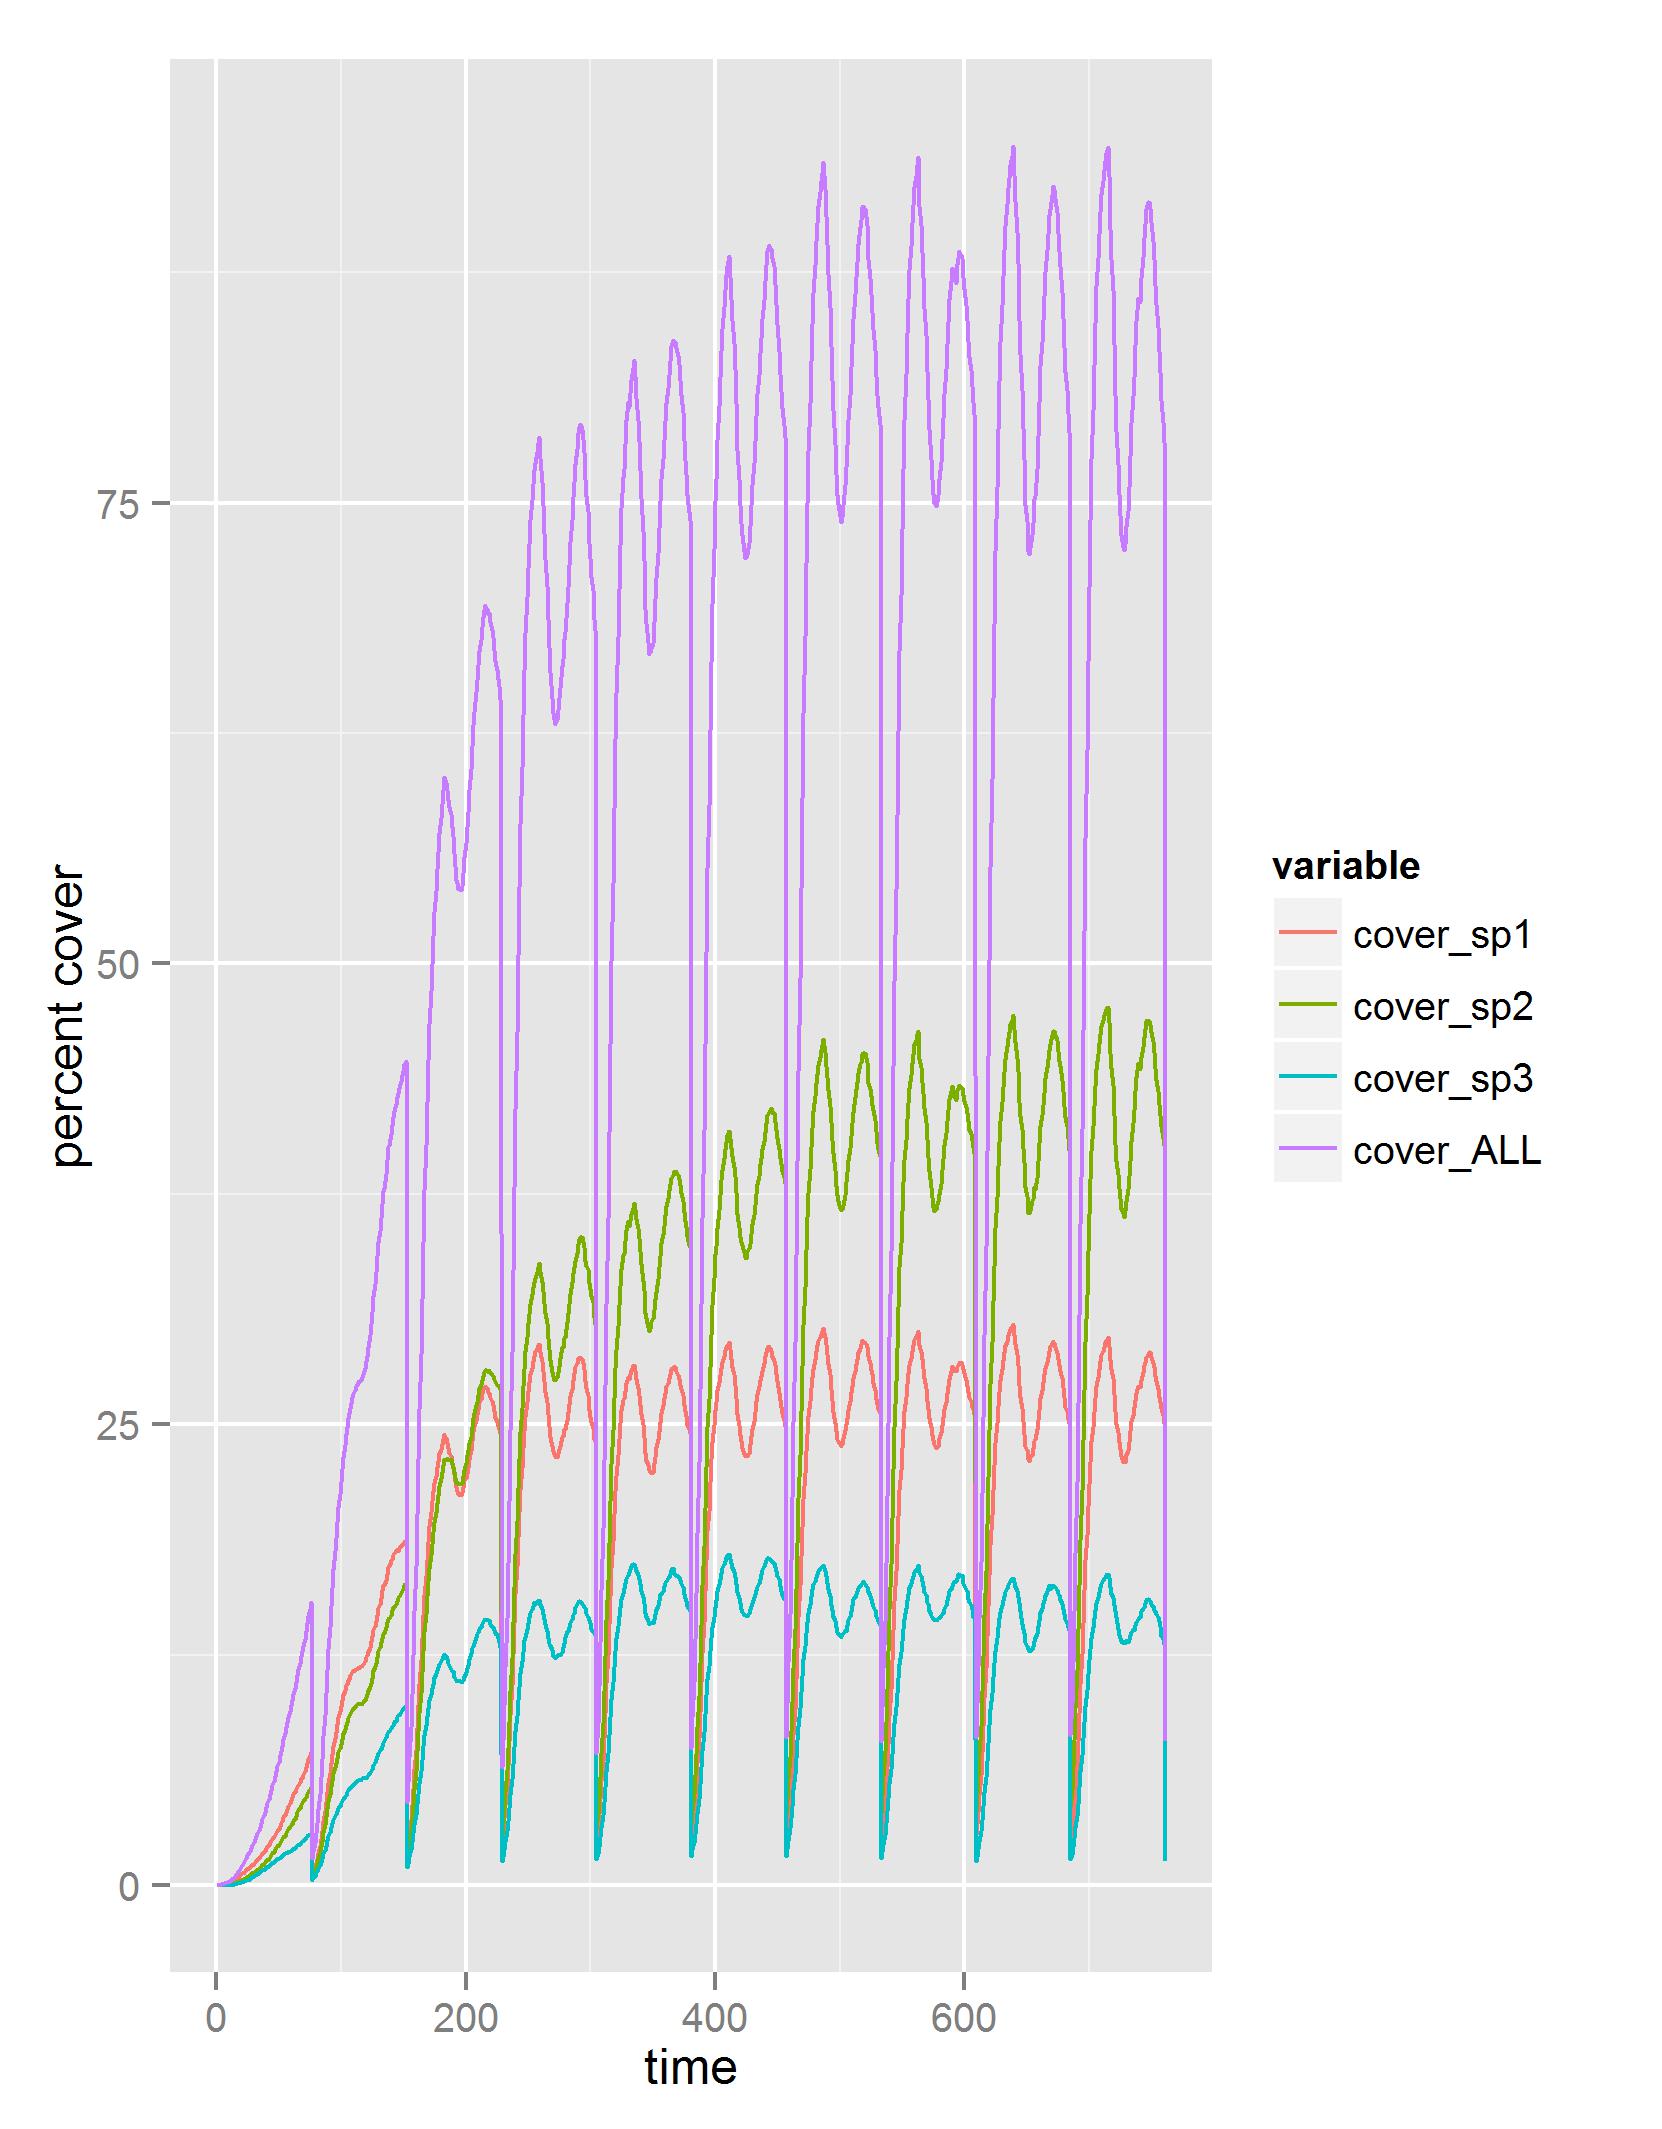 percent cover
75
50
25
0
0 200 400 600
time
variable
cover_sp1
cover_sp2
cover_sp3
cover_ALL